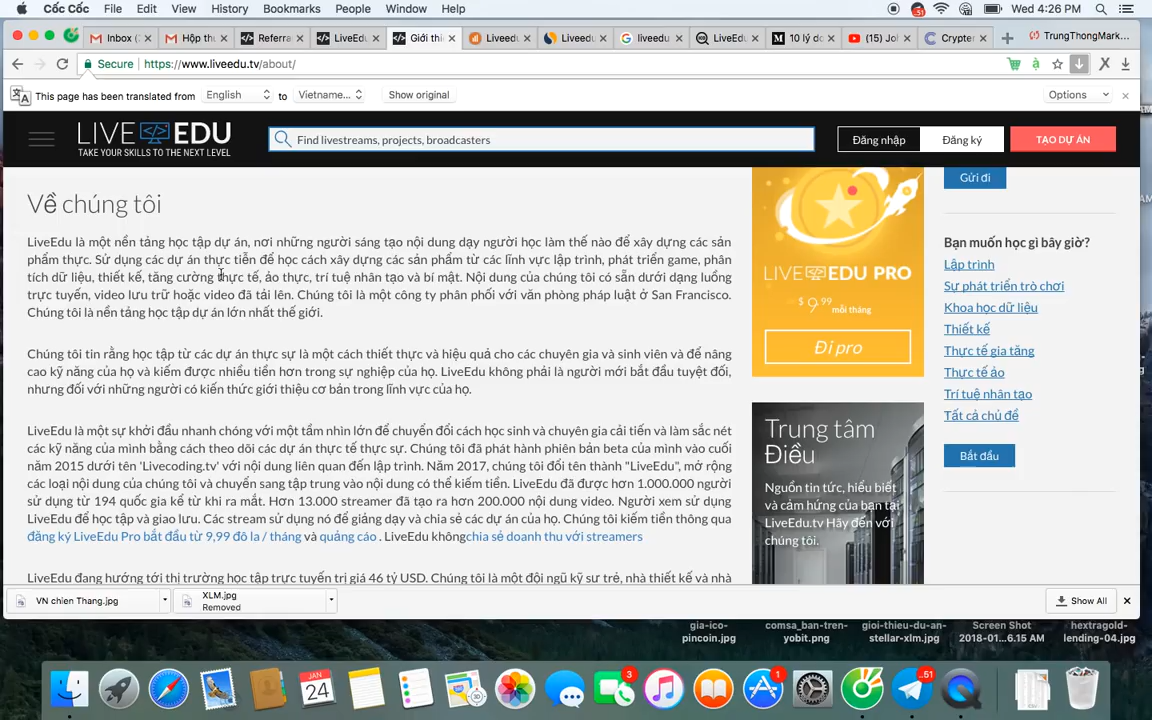 Cốc Cốc File Edit View History Bookmarks People Window Help 51 Wed 4:26 PM
Inbox (3 Hộp thư Referra LiveEdu Giới thi Liveed LiveEdu liveedu LiveEdu 10 lý do (15) Jo Crypter TrungThongMark...
Secure https://www.liveedu.tv/about/
This page has been translated from English to Vietname... Show original Options
LIVE EDU
TAKE YOUR SKILLS TO THE NEXT LEVEL
Find livestreams, projects, broadcasters
Đăng nhập Đăng ký TẠO DỰ ÁN
Về chúng tôi
LiveEdu là một nền tảng học tập dự án, nơi những người sáng tạo nội dung dạy người học làm thế nào để xây dựng các sản
phẩm thực. Sử dụng các dự án thực tiễn để học cách xây dựng các sản phẩm từ các lĩnh vực lập trình, phát triển game, phân
tích dữ liệu, thiết kế, tăng cường thực tế, ảo thực, trí tuệ nhân tạo và bí mật. Nội dung của chúng tôi có sẵn dưới dạng luồng
trực tuyến, video lưu trữ hoặc video đã tải lên. Chúng tôi là một công ty phân phối với văn phòng pháp luật ở San Francisco.
Chúng tôi là nền tảng học tập dự án lớn nhất thế giới.
Chúng tôi tin rằng học tập từ các dự án thực sự là một cách thiết thực và hiệu quả cho các chuyên gia và sinh viên và để nâng
cao kỹ năng của họ và kiếm được nhiều tiền hơn trong sự nghiệp của họ. LiveEdu không phải là người mới bắt đầu tuyệt đối,
nhưng đối với những người có kiến thức giới thiệu cơ bản trong lĩnh vực của họ.
LiveEdu là một sự khởi đầu nhanh chóng với một tầm nhìn lớn để chuyển đổi cách học sinh và chuyên gia cải tiến và làm sắc nét
các kỹ năng của mình bằng cách theo dõi các dự án thực tế thực sự. Chúng tôi đã phát hành phiên bản beta của mình vào cuối
năm 2015 dưới tên 'Livecoding.tv' với nội dung liên quan đến lập trình. Năm 2017, chúng tôi đổi tên thành "LiveEdu", mở rộng
các loại nội dung của chúng tôi và chuyển sang tập trung vào nội dung có thể kiếm tiền. LiveEdu đã được hơn 1.000.000 người
sử dụng từ 194 quốc gia kể từ khi ra mắt. Hơn 13.000 streamer đã tạo ra hơn 200.000 nội dung video. Người xem sử dụng
LiveEdu để học tập và giao lưu. Các stream sử dụng nó để giảng dạy và chia sẻ các dự án của họ. Chúng tôi kiếm tiền thông qua
đăng ký LiveEdu Pro bắt đầu từ 9,99 đô la / tháng và quảng cáo . LiveEdu khôngchia sẻ doanh thu với streamers
LiveEdu đang hướng tới thị trường học tập trực tuyến trị giá 46 tỷ USD. Chúng tôi là một đội ngũ kỹ sư trẻ, nhà thiết kế và nhà
LIVEEDU PRO
$ 9.99 mỗi tháng
Đi pro
Trung tâm
Điều
Nguồn tin tức, hiểu biết
và cảm hứng của bạn tại
LiveEdu.tv Hãy đến với
chúng tôi.
Gửi đi
Bạn muốn học gì bây giờ?
Lập trình
Sự phát triển trò chơi
Khoa học dữ liệu
Thiết kế
Thực tế gia tăng
Thực tế ảo
Trí tuệ nhân tạo
Tất cả chủ đề
Bắt đầu
VN chien Thang.jpg XLM.jpg
Removed
Show All
gia-ico-
pincoin.jpg
comsa_ban-tren-
yobit.png
gioi-thieu-du-an-
stellar-xlm.jpg
Screen Shot
2018-01...6.15 AM
hextragold-
lending-04.jpg
JAN
24
3
1
..51